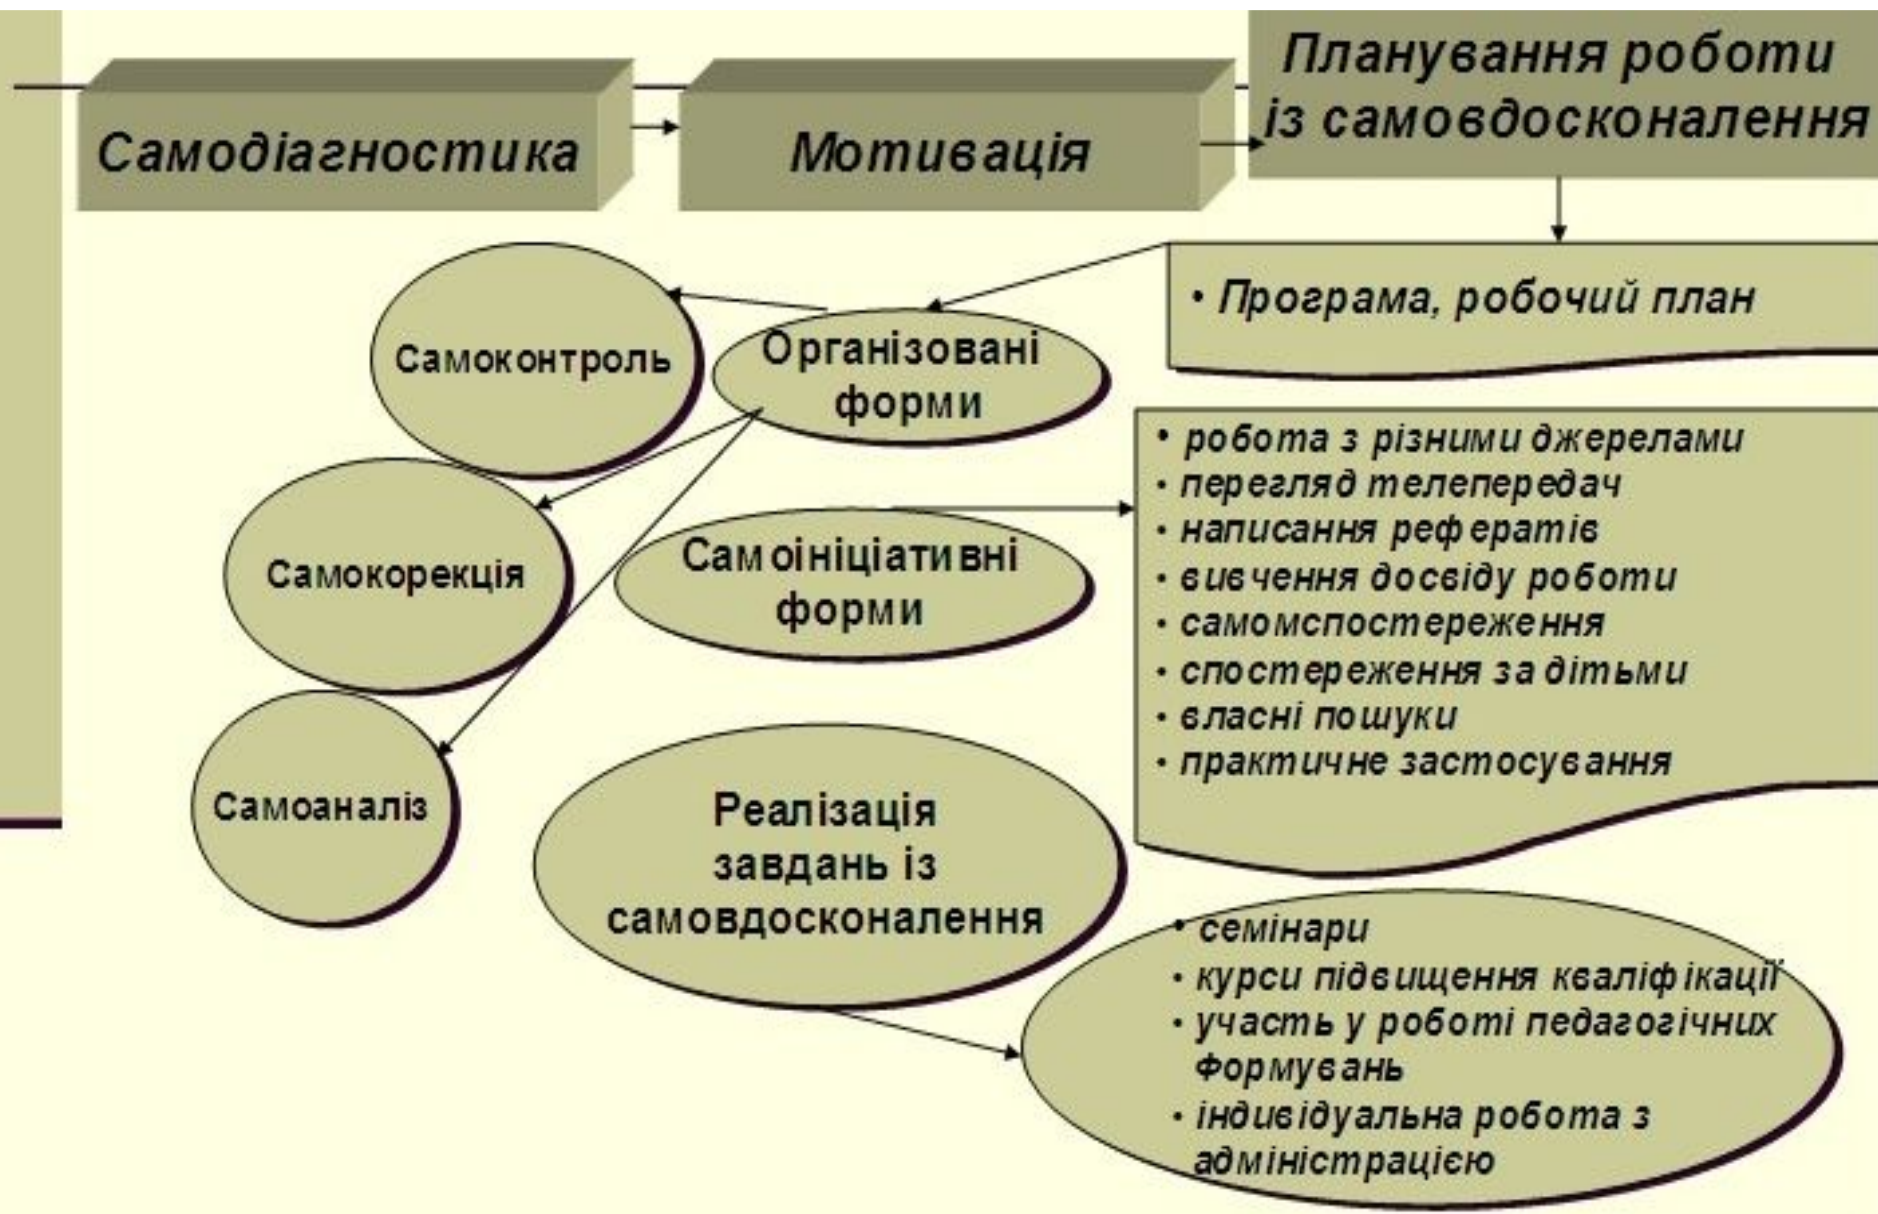 Самодіагностика
Мотивація
Планування роботи
із самовдосконалення
• Програма, робочий план
Самоконтроль
Організовані
форми
• робота з різними джерелами
• перегляд телепередач
• написання рефератів
• вивчення досвіду роботи
• самомспостереження
• спостереження за дітьми
• власні пошуки
• практичне застосування
Самокорекція
Самоініціативні
форми
Самоаналіз
Реалізація
завдань із
самовдосконалення
• семінари
• курси підвищення кваліфікації
• участь у роботі педагогічних
формувань
• індивідуальна робота з
адміністрацією